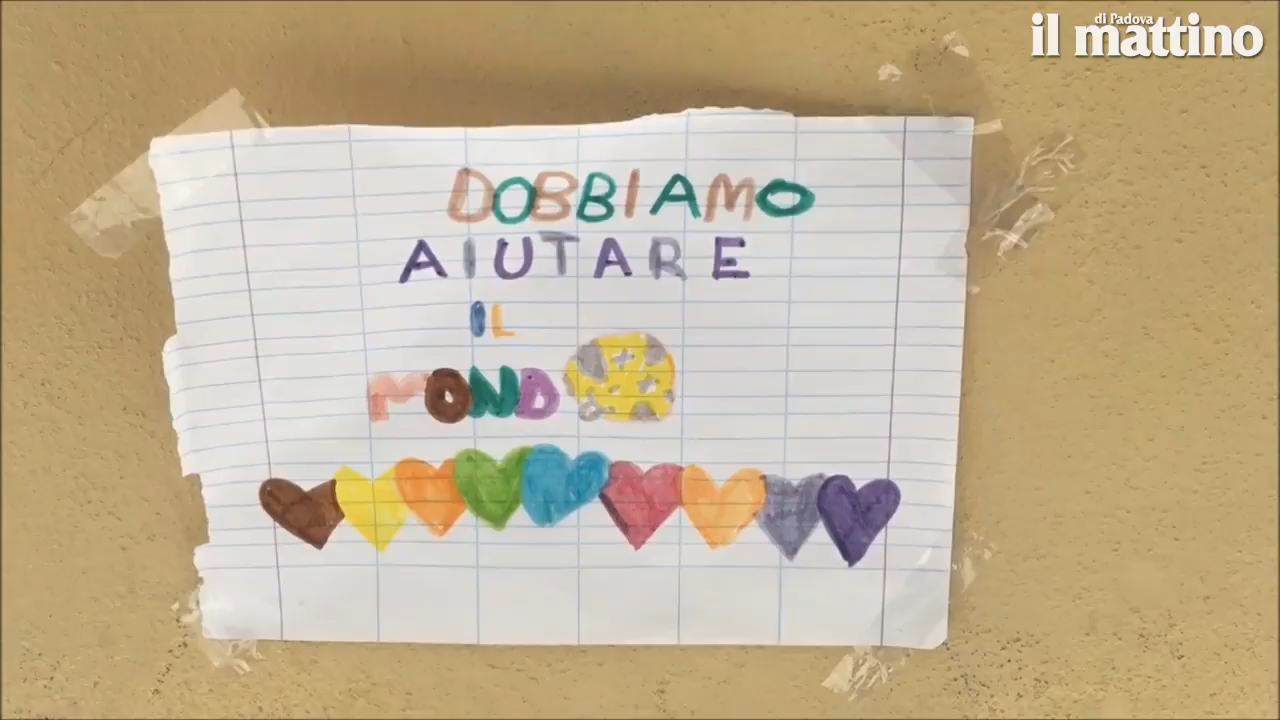 di Padova
il mattino
DOBBIAMO
AIUTARE
IL
MOND